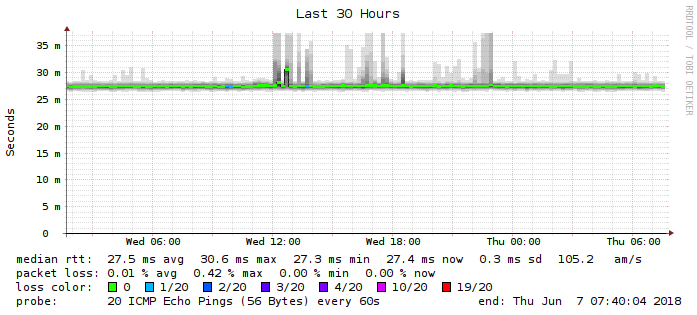 Last 30 Hours
RRDTOOL / TOBI OETIKER
Seconds
35 m
30 m
25 m
20 m
15 m
10 m
5 m
0
Wed 06:00 Wed 12:00 Wed 18:00 Thu 00:00 Thu 06:00
median rtt: 27.5 ms avg 30.6 ms max 27.3 ms min 27.4 ms now 0.3 ms sd 105.2 am/s
packet loss: 0.01 % avg 0.42 % max 0.00 % min 0.00 % now
loss color: 0 1/20 2/20 3/20 4/20 10/20 19/20
probe: 20 ICMP Echo Pings (56 Bytes) every 60s end: Thu Jun 7 07:40:04 2018